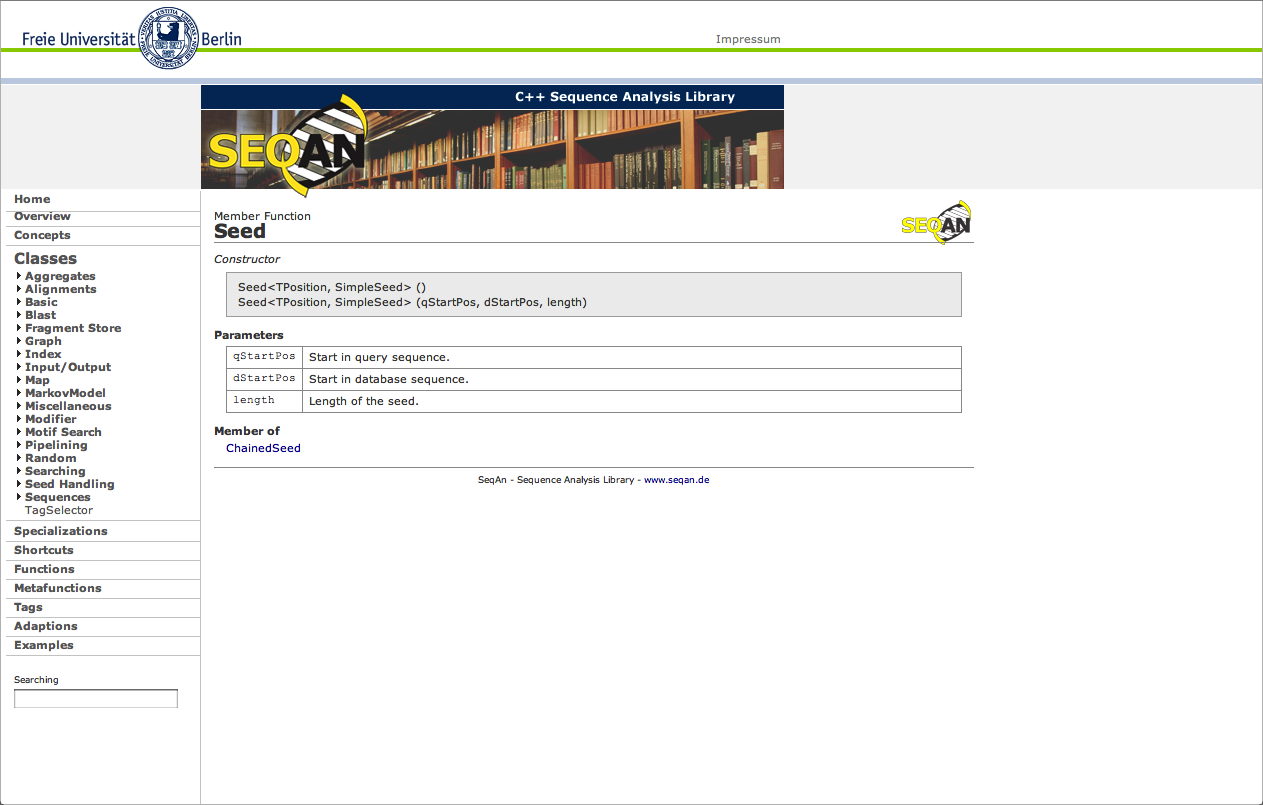 Freie Universität Berlin
Impressum
C++ Sequence Analysis Library
SEQAN
Home
Overview
Concepts
Classes
Aggregates
Alignments
Basic
Blast
Fragment Store
Graph
Index
Input/Output
Map
MarkovModel
Miscellaneous
Modifier
Motif Search
Pipelining
Random
Searching
Seed Handling
Sequences
TagSelector
Specializations
Shortcuts
Functions
Metafunctions
Tags
Adaptions
Examples
Searching
Member Function
Seed
SEQAN
Constructor
Seed<TPosition, SimpleSeed> ()
Seed<TPosition, SimpleSeed> (qStartPos, dStartPos, length)
Parameters
qStartPos Start in query sequence.
dStartPos Start in database sequence.
length Length of the seed.
Member of
ChainedSeed
SeqAn - Sequence Analysis Library - www.seqan.de